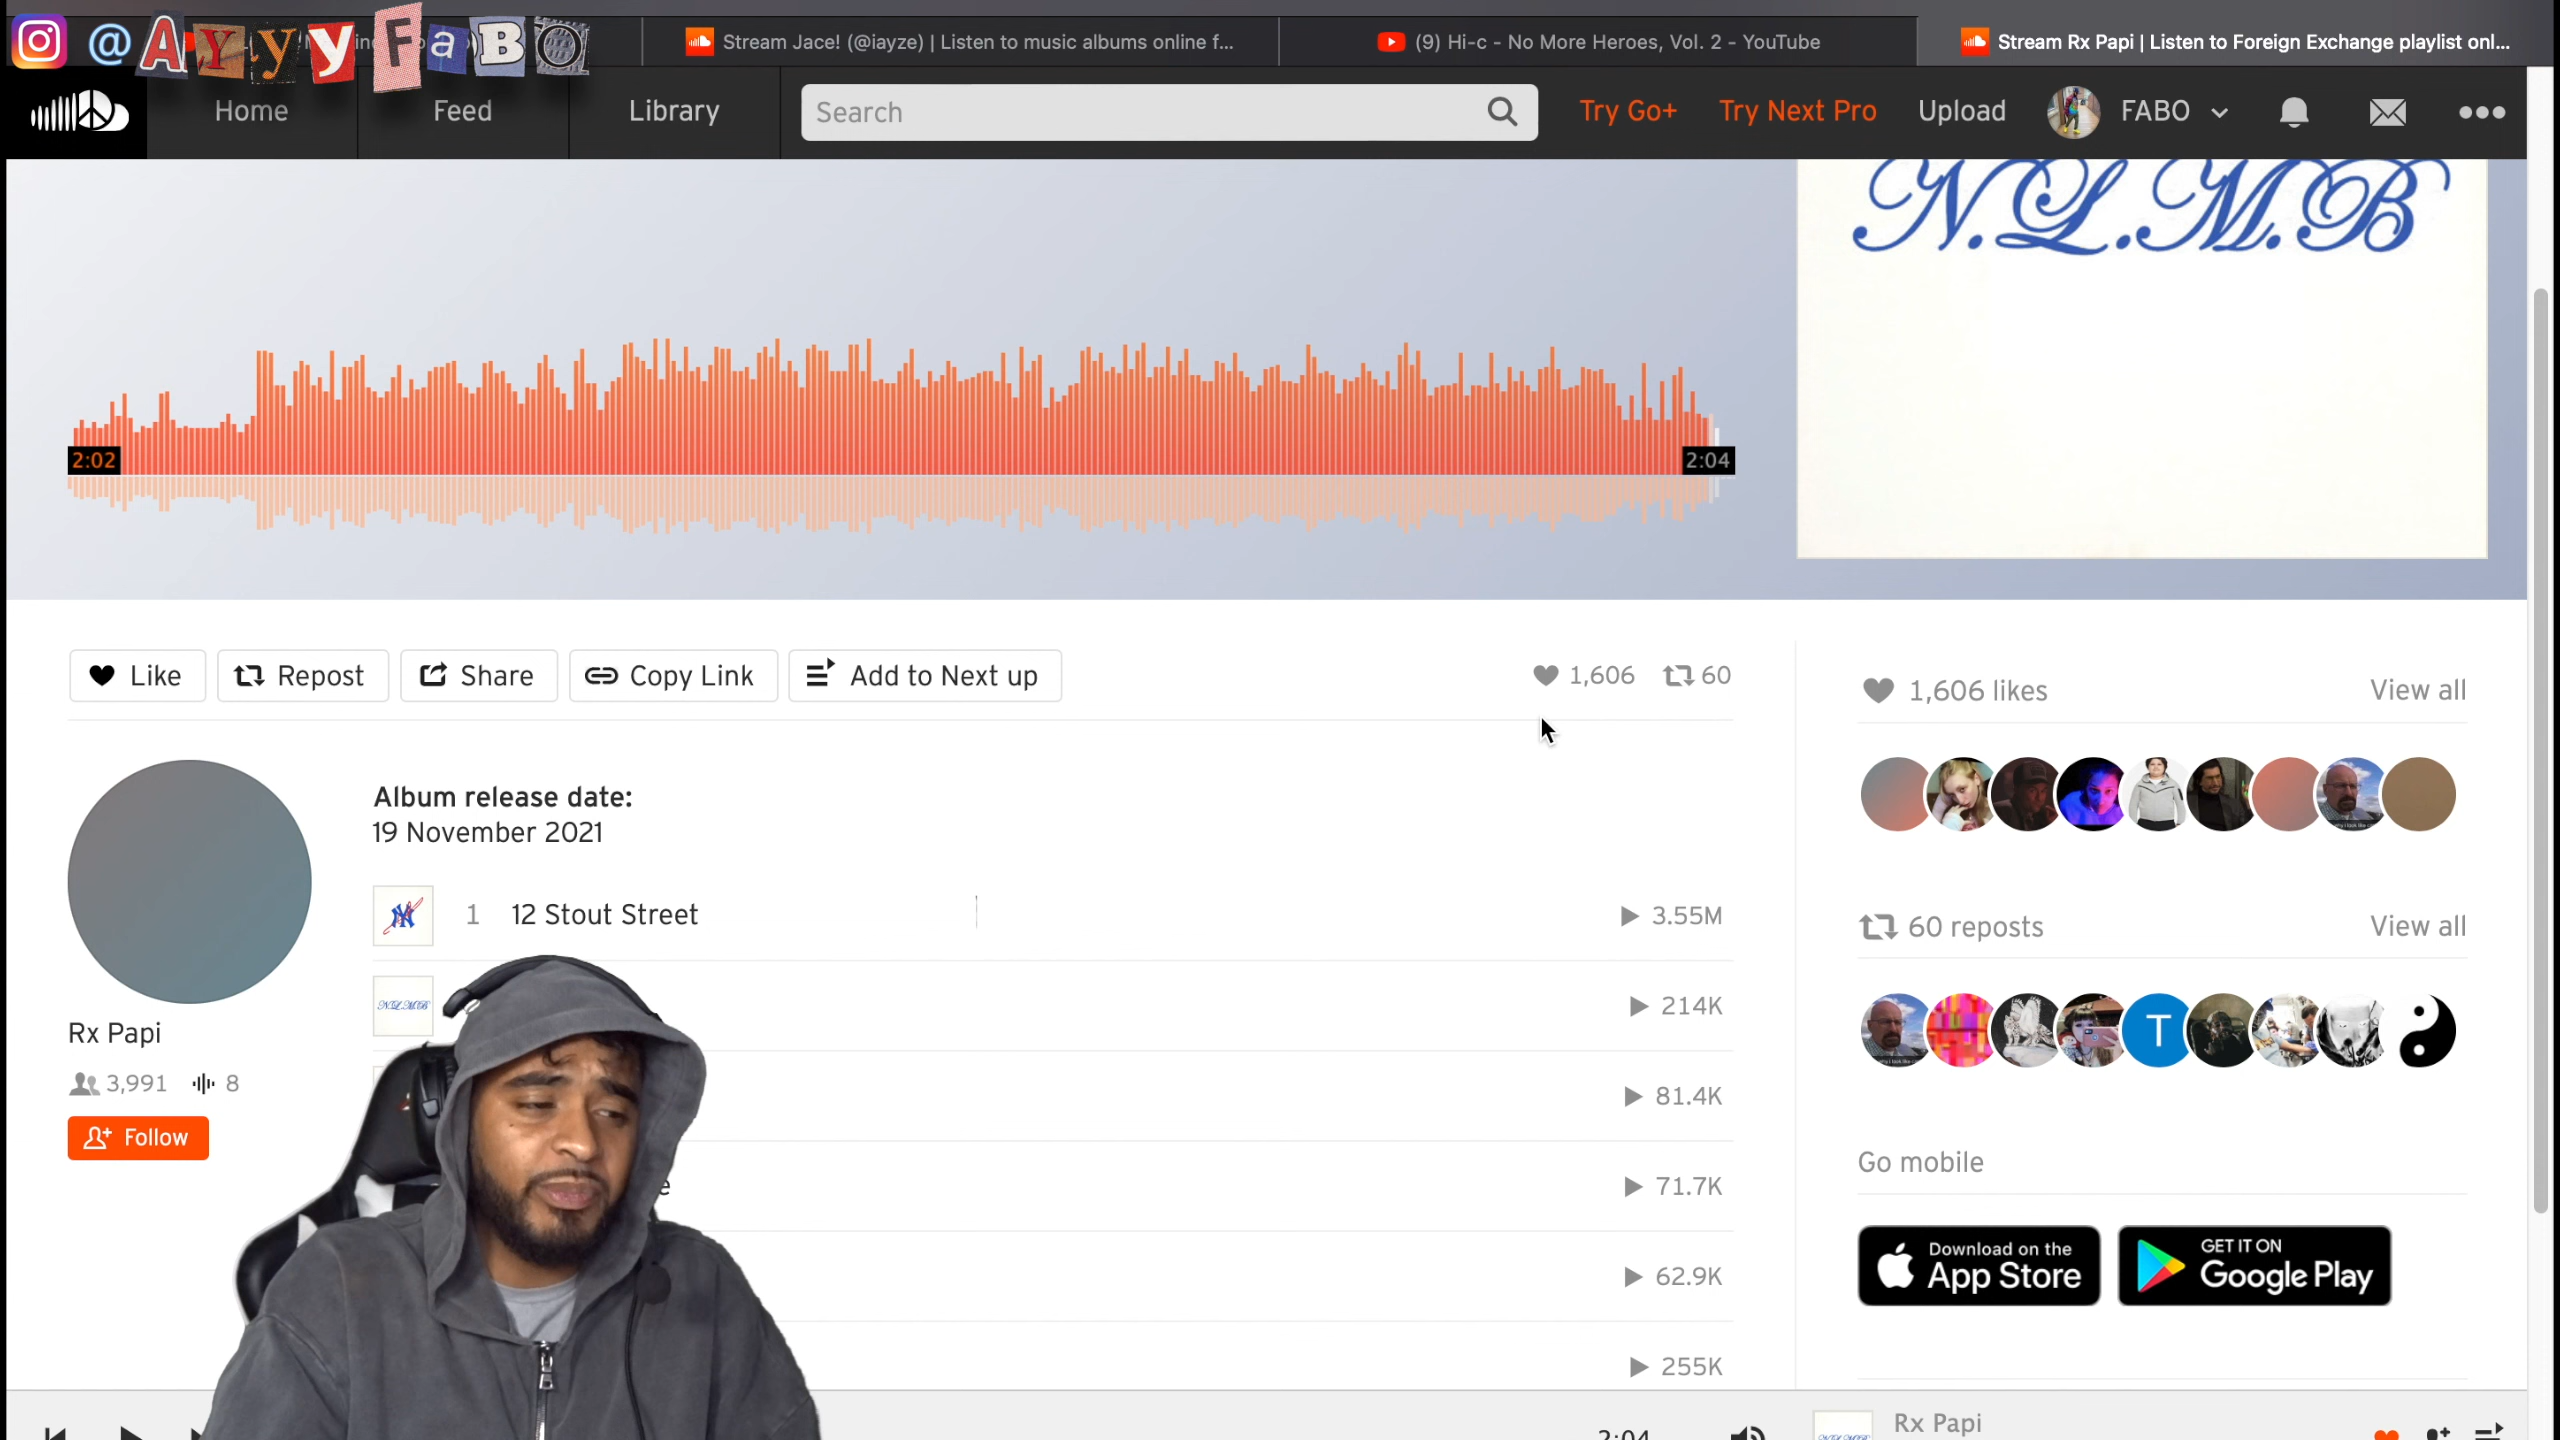 @AYyyFaBO
Stream Jace! (@iayze) | Listen to music albums online f...
(9) Hi-c - No More Heroes, Vol. 2 - YouTube
Stream Rx Papi | Listen to Foreign Exchange playlist onl...
Home
Feed
Library
Search
Try Go+
Try Next Pro
Upload
FABO
N.L.M.B
2:02
2:04
Like
Repost
Share
Copy Link
Add to Next up
1,606
60
1,606 likes
View all
Album release date:
19 November 2021
1 12 Stout Street
3.55M
60 reposts
View all
N.L.M.B
214K
T
Rx Papi
3,991
8
81.4K
Follow
Go mobile
e
71.7K
Download on the
App Store
GET IT ON
Google Play
62.9K
255K
2:04
Rx Papi